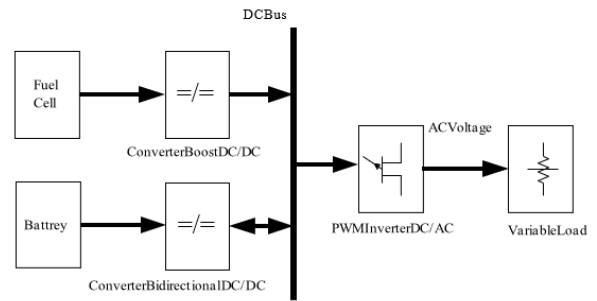 DCBus
Fuel
Cell
=/=
ConverterBoostDC/DC
ACVoltage
Battrey
=/=
PWMInverterDC/AC
VariableLoad
ConverterBidirectionalDC/DC